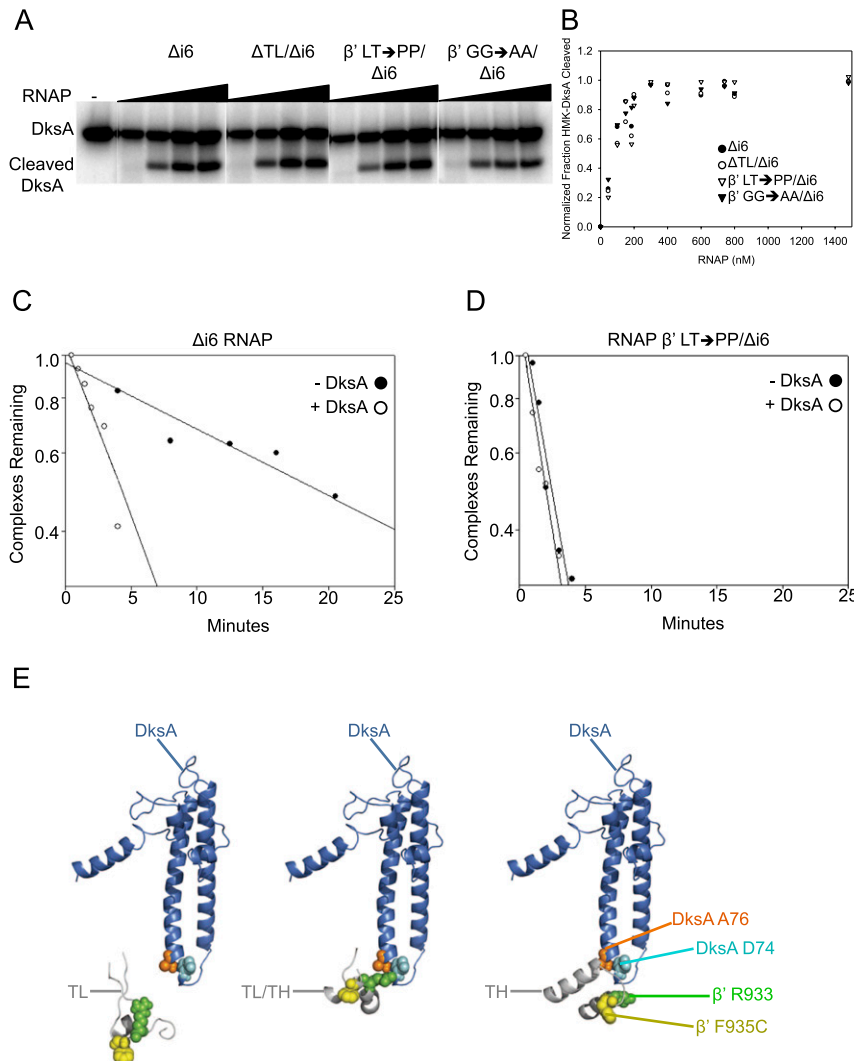 A
Δi6
ΔTL/Δi6
β' LT➔PP/
Δi6
β' GG➔AA/
Δi6
RNAP
-
DksA
Cleaved
DksA
B
Normalized Fraction HMK-DksA Cleaved
1.2
1.0
0.8
0.6
0.4
0.2
0.0
Δi6
ΔTL/Δi6
β' LT➔PP/Δi6
β' GG➔AA/Δi6
0 200 400 600 800 1000 1200 1400
RNAP (nM)
C
Δi6 RNAP
Complexes Remaining
1.0
0.8
0.6
0.4
- DksA
+ DksA
0 5 10 15 20 25
Minutes
D
RNAP β' LT➔PP/Δi6
Complexes Remaining
1.0
0.8
0.6
0.4
- DksA
+ DksA
0 5 10 15 20 25
Minutes
E
DksA
DksA
DksA
DksA A76
DksA D74
TL
TL/TH
TH
β' R933
β' F935C